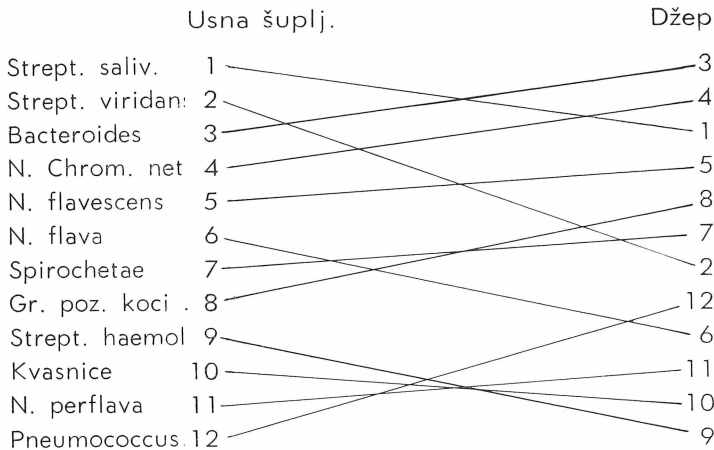 Usna šuplj. Džep
Strept. saliv. 1 3
Strept. viridans 2 4
Bacteroides 3 1
N. Chrom. net 4 5
N. flavescens 5 8
N. flava 6 7
Spirochetae 7 2
Gr. poz. koci . 8 12
Strept. haemol 9 6
Kvasnice 10 11
N. perflava 11 10
Pneumococcus. 12 9